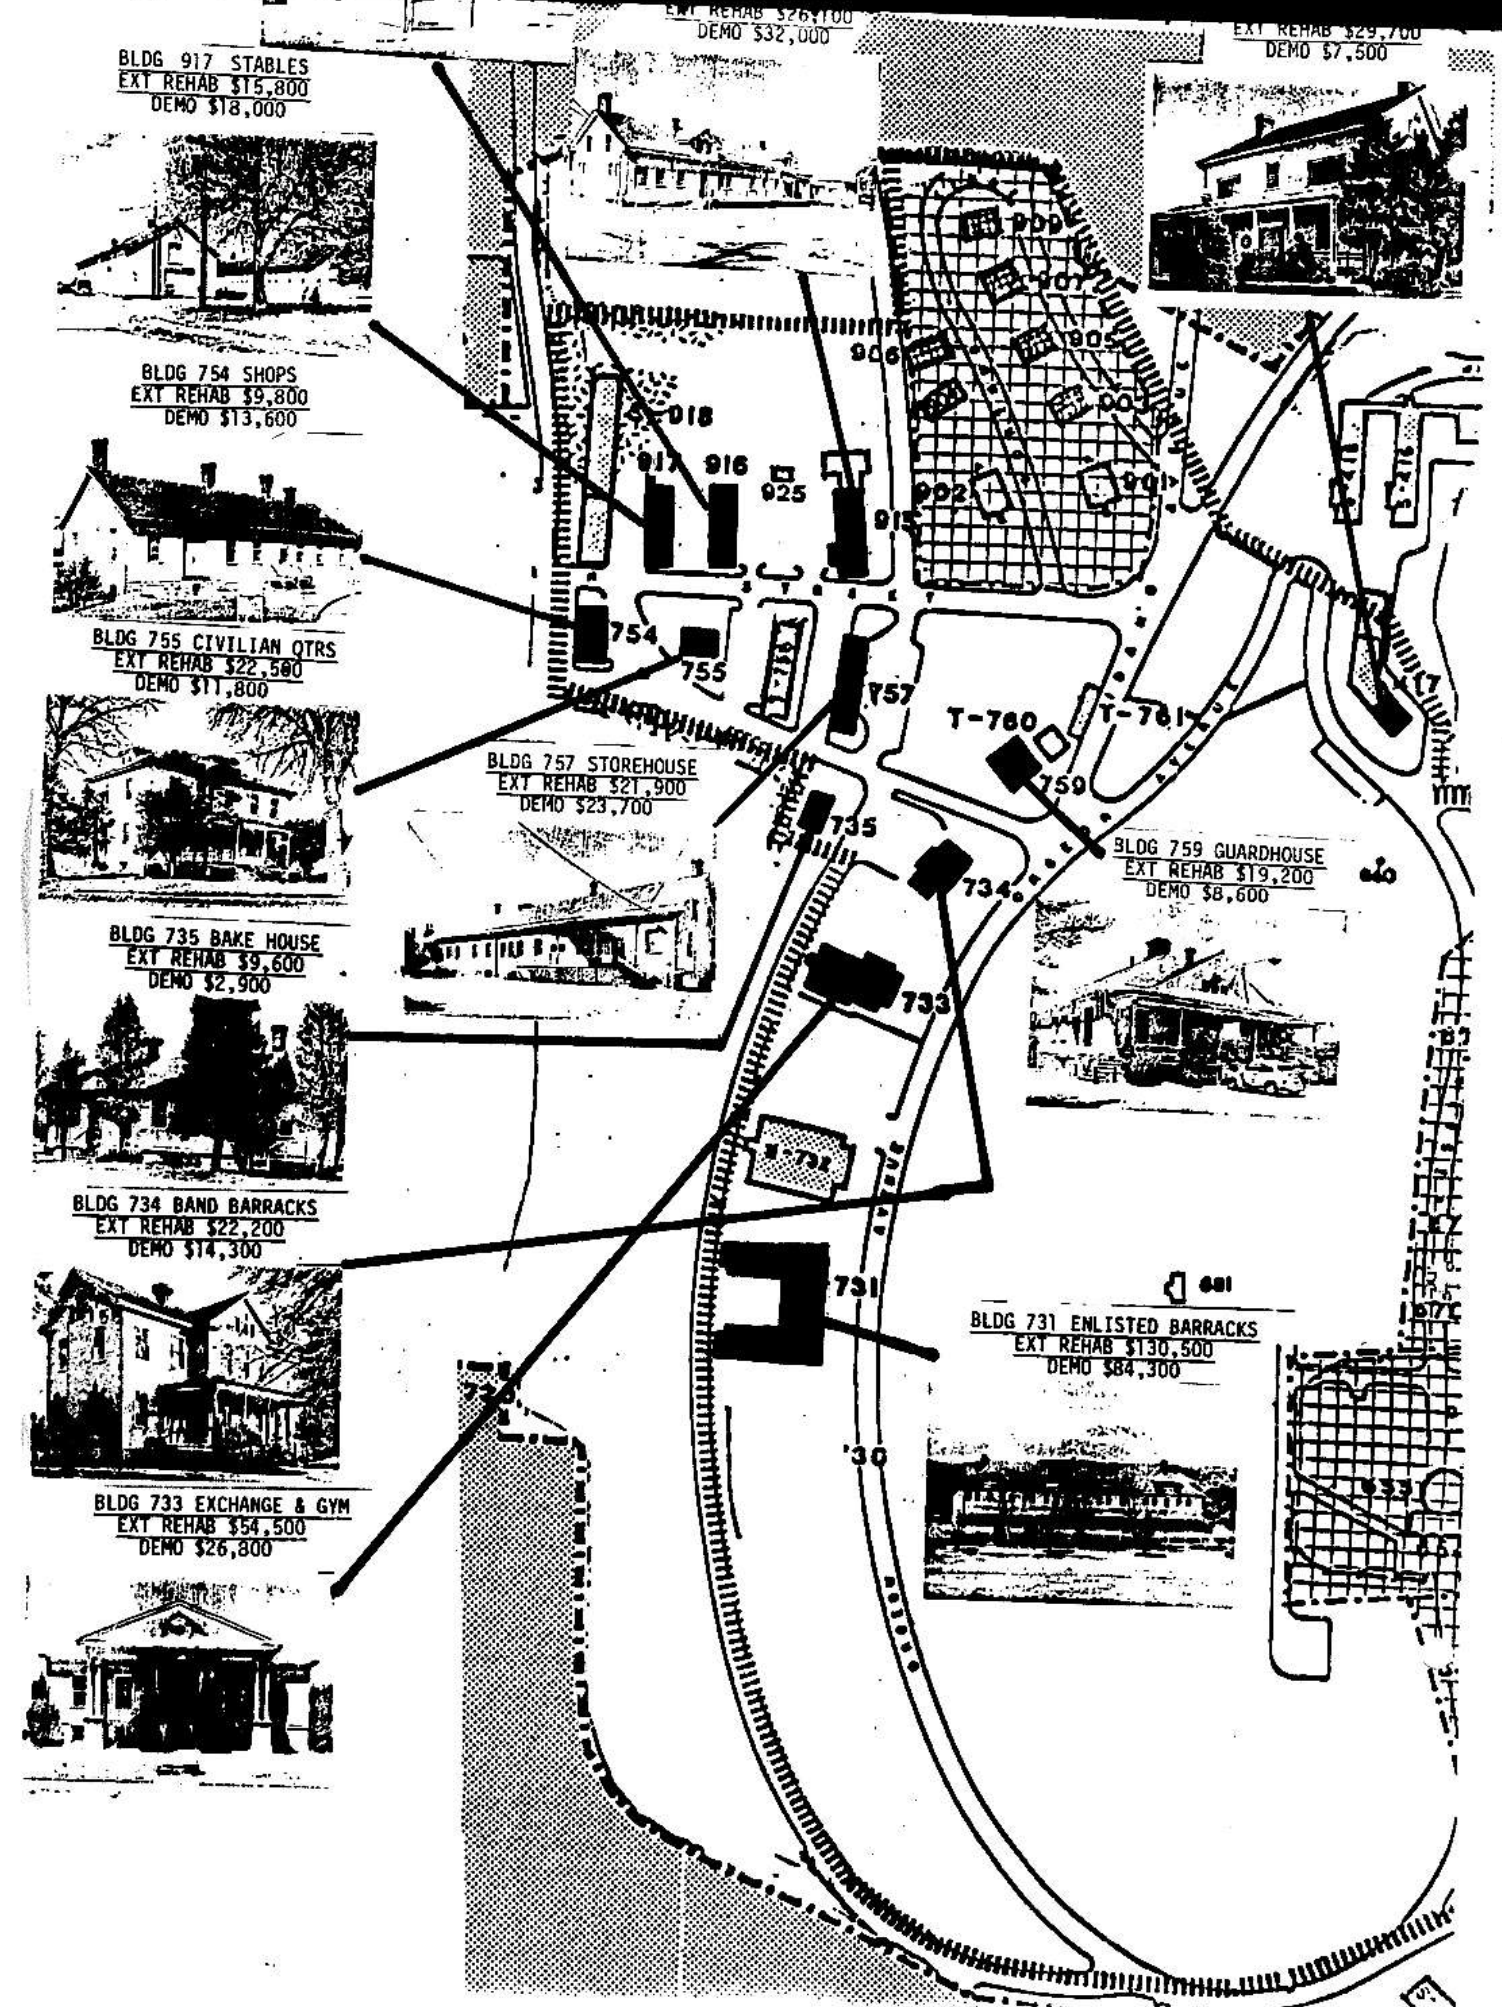 EXT REHAB $26,100
DEMO $32,000
EXT REHAB $29,700
DEMO $7,500
BLDG 917 STABLES
EXT REHAB $15,800
DEMO $18,000
BLDG 754 SHOPS
EXT REHAB $9,800
DEMO $13,600
BLDG 755 CIVILIAN QTRS
EXT REHAB $22,500
DEMO $11,800
BLDG 757 STOREHOUSE
EXT REHAB $21,900
DEMO $23,700
BLDG 759 GUARDHOUSE
EXT REHAB $19,200
DEMO $8,600
BLDG 735 BAKE HOUSE
EXT REHAB $9,600
DEMO $2,900
BLDG 734 BAND BARRACKS
EXT REHAB $22,200
DEMO $14,300
BLDG 731 ENLISTED BARRACKS
EXT REHAB $130,500
DEMO $84,300
BLDG 733 EXCHANGE & GYM
EXT REHAB $54,500
DEMO $26,800
909
907
906
905
918
917
916
925
915
902
901
STREET
754
755
757
T-760
T-761
759
735
734
733
731
AVENUE
681
633